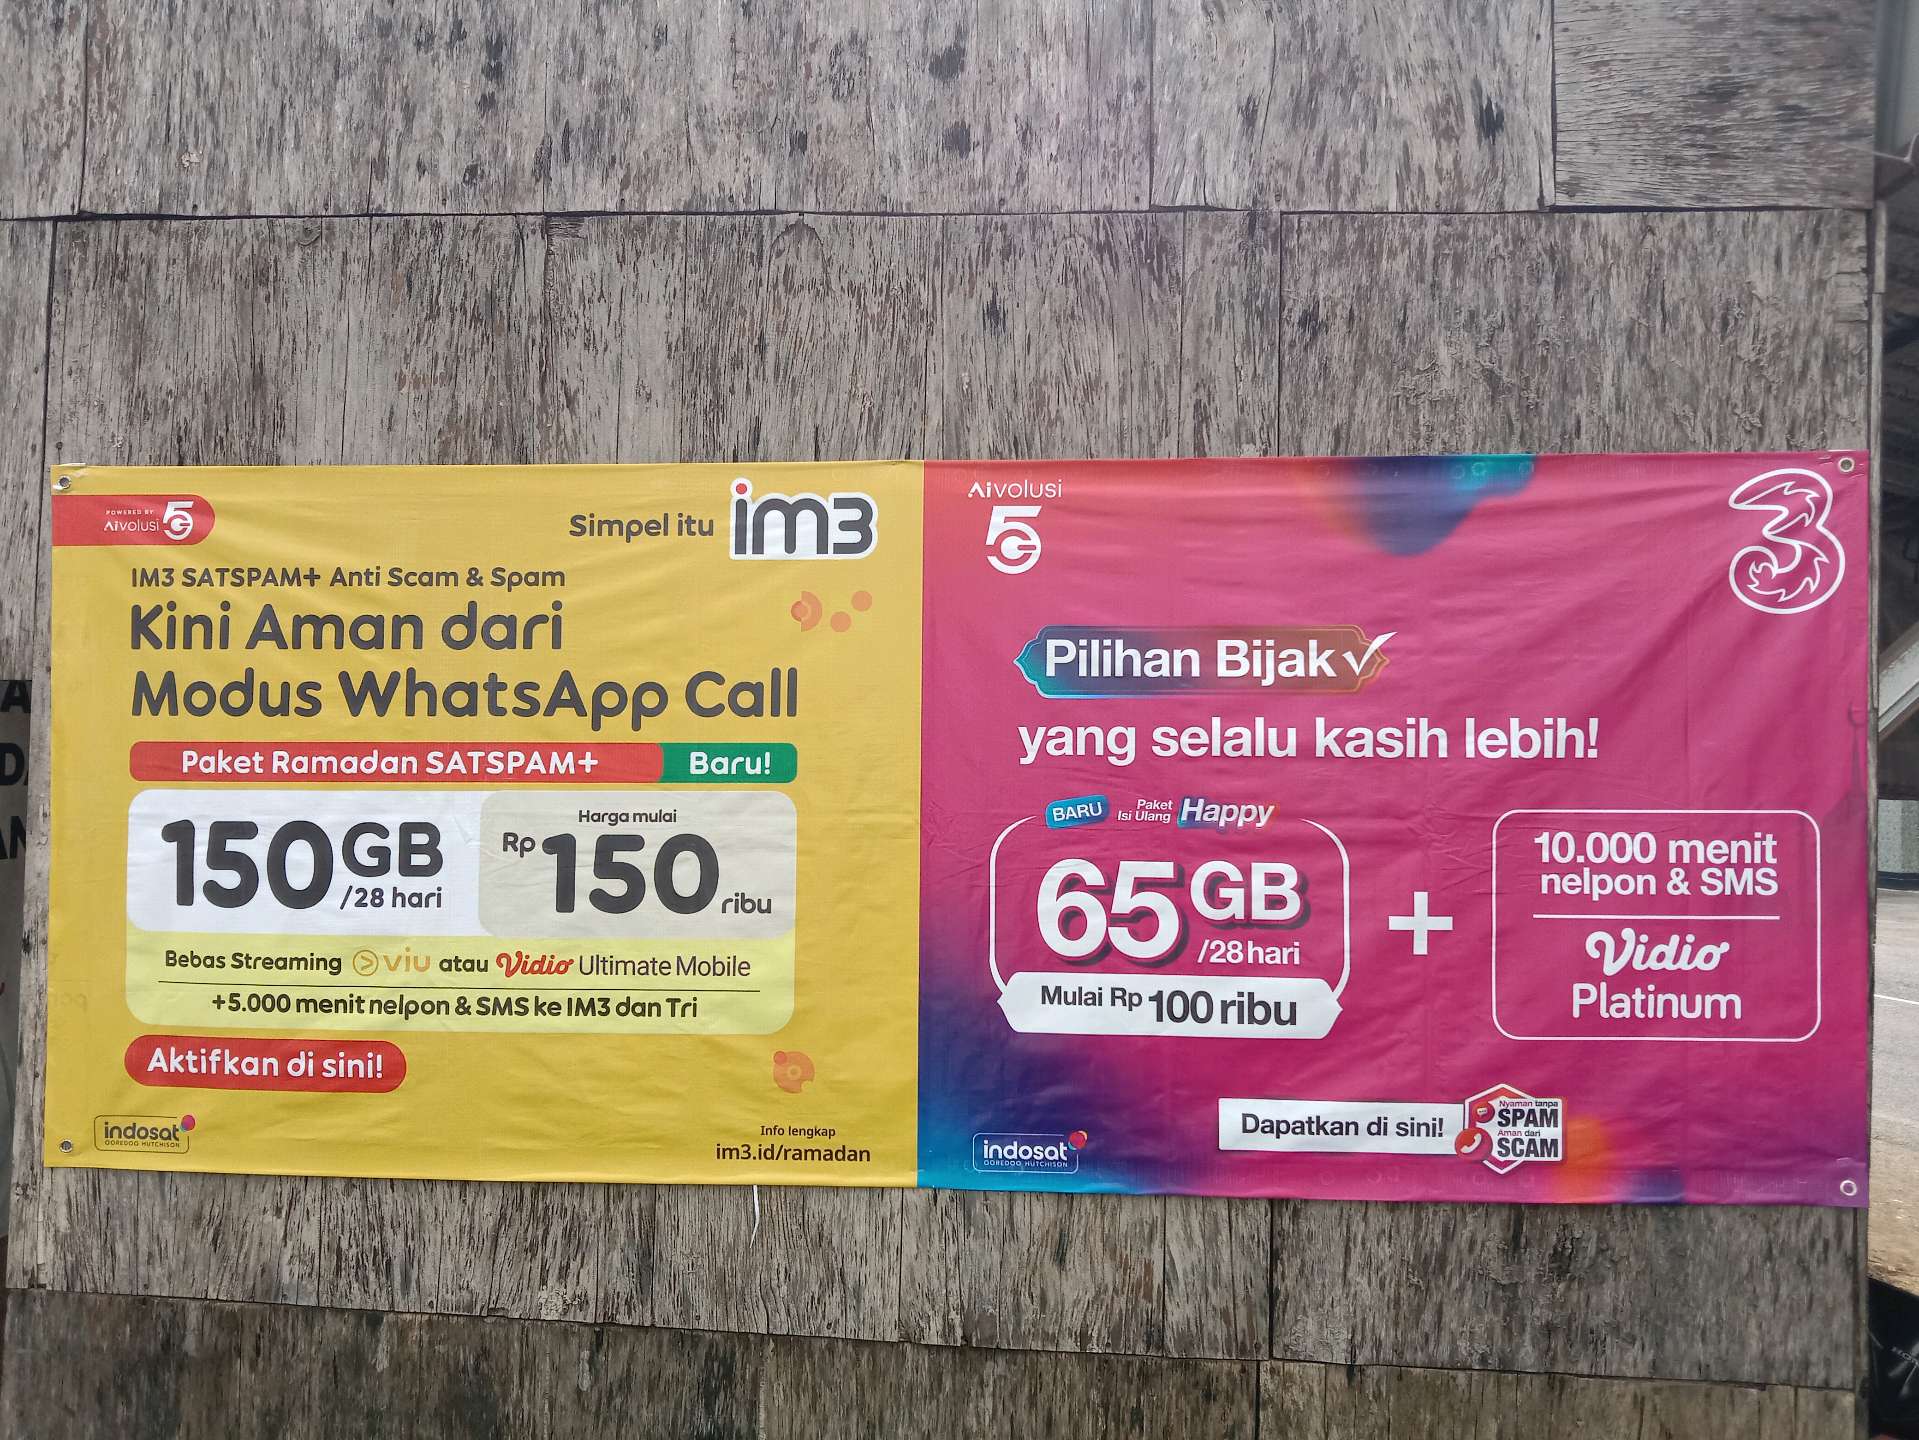 POWERED BY
Aivolusi 5G
Simpel itu im3
IM3 SATSPAM+ Anti Scam & Spam
Kini Aman dari
Modus WhatsApp Call
Paket Ramadan SATSPAM+ Baru!
150 GB
/28 hari
Harga mulai
Rp 150 ribu
Bebas Streaming viu atau Vidio Ultimate Mobile
+5.000 menit nelpon & SMS ke IM3 dan Tri
Aktifkan di sini!
indosat
OOREDOO HUTCHISON
Info lengkap
im3.id/ramadan
Aivolusi
5G
3
Pilihan Bijak
yang selalu kasih lebih!
BARU Paket
Isi Ulang Happy
65 GB
/28 hari
Mulai Rp 100 ribu
+
10.000 menit
nelpon & SMS
Vidio
Platinum
Dapatkan di sini!
Nyaman tanpa
SPAM
Aman dari
SCAM
indosat
OOREDOO HUTCHISON